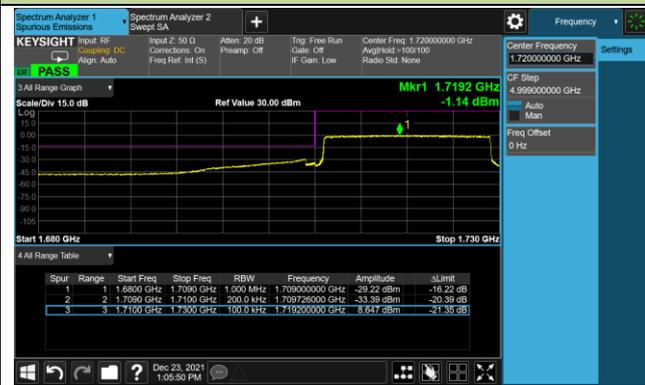 Spectrum Analyzer 1
Spurious Emissions
Spectrum Analyzer 2
Swept SA
+
Frequency
KEYSIGHT
Input: RF
Coupling: DC
Align: Auto
Input Z: 50 Ω
Corrections: On
Freq Ref: Int (S)
Atten: 20 dB
Preamp: Off
Trig: Free Run
Gate: Off
IF Gain: Low
Center Freq: 1.720000000 GHz
Avg|Hold:>100/100
Radio Std: None
PASS
Center Frequency
1.720000000 GHz
Settings
CF Step
4.999000000 GHz
Auto
Man
Freq Offset
0 Hz
3 All Range Graph
Mkr1 1.7192 GHz
Scale/Div 15.0 dB
Ref Value 30.00 dBm
-1.14 dBm
Log
15.0
0.00
-15.0
-30.0
-45.0
-60.0
-75.0
-90.0
-105
1
Start 1.680 GHz
Stop 1.730 GHz
4 All Range Table
Spur Range Start Freq Stop Freq RBW Frequency Amplitude ΔLimit
1 1 1.6800 GHz 1.7090 GHz 1.000 MHz 1.709000000 GHz -29.22 dBm -16.22 dB
2 2 1.7090 GHz 1.7100 GHz 200.0 kHz 1.709726000 GHz -33.39 dBm -20.39 dB
3 3 1.7100 GHz 1.7300 GHz 100.0 kHz 1.719200000 GHz 8.647 dBm -21.35 dB
?
Dec 23, 2021
1:05:50 PM